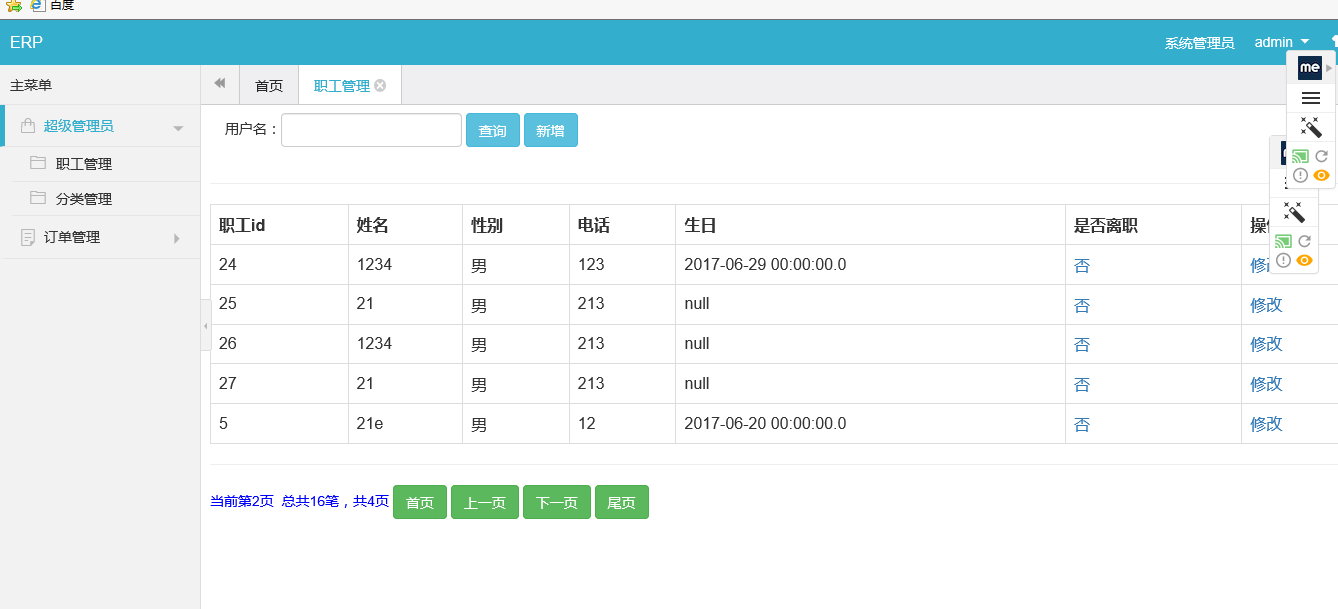 百度
ERP
系统管理员 admin
主菜单
首页 职工管理
超级管理员
职工管理
分类管理
订单管理
用户名： 查询 新增
me
职工id 姓名 性别 电话 生日 是否离职
24 1234 男 123 2017-06-29 00:00:00.0 否 修改
25 21 男 213 null 否 修改
26 1234 男 213 null 否 修改
27 21 男 213 null 否 修改
5 21e 男 12 2017-06-20 00:00:00.0 否 修改
当前第2页 总共16笔，共4页 首页 上一页 下一页 尾页